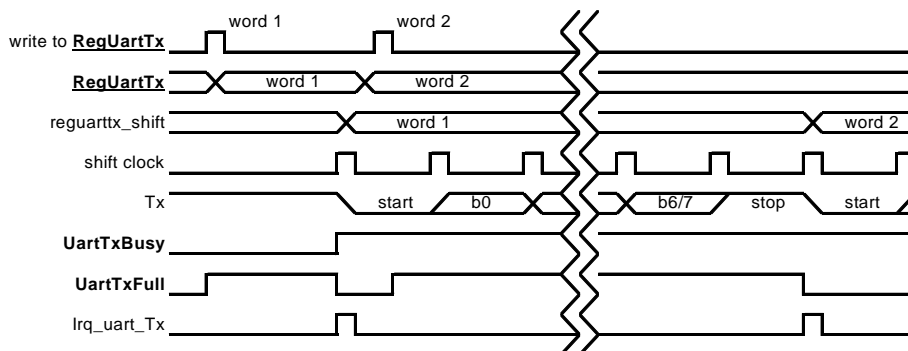 word 1 word 2
write to RegUartTx
RegUartTx word 1 word 2
reguarttx_shift word 1 word 2
shift clock
Tx start b0 b6/7 stop start
UartTxBusy
UartTxFull
Irq_uart_Tx